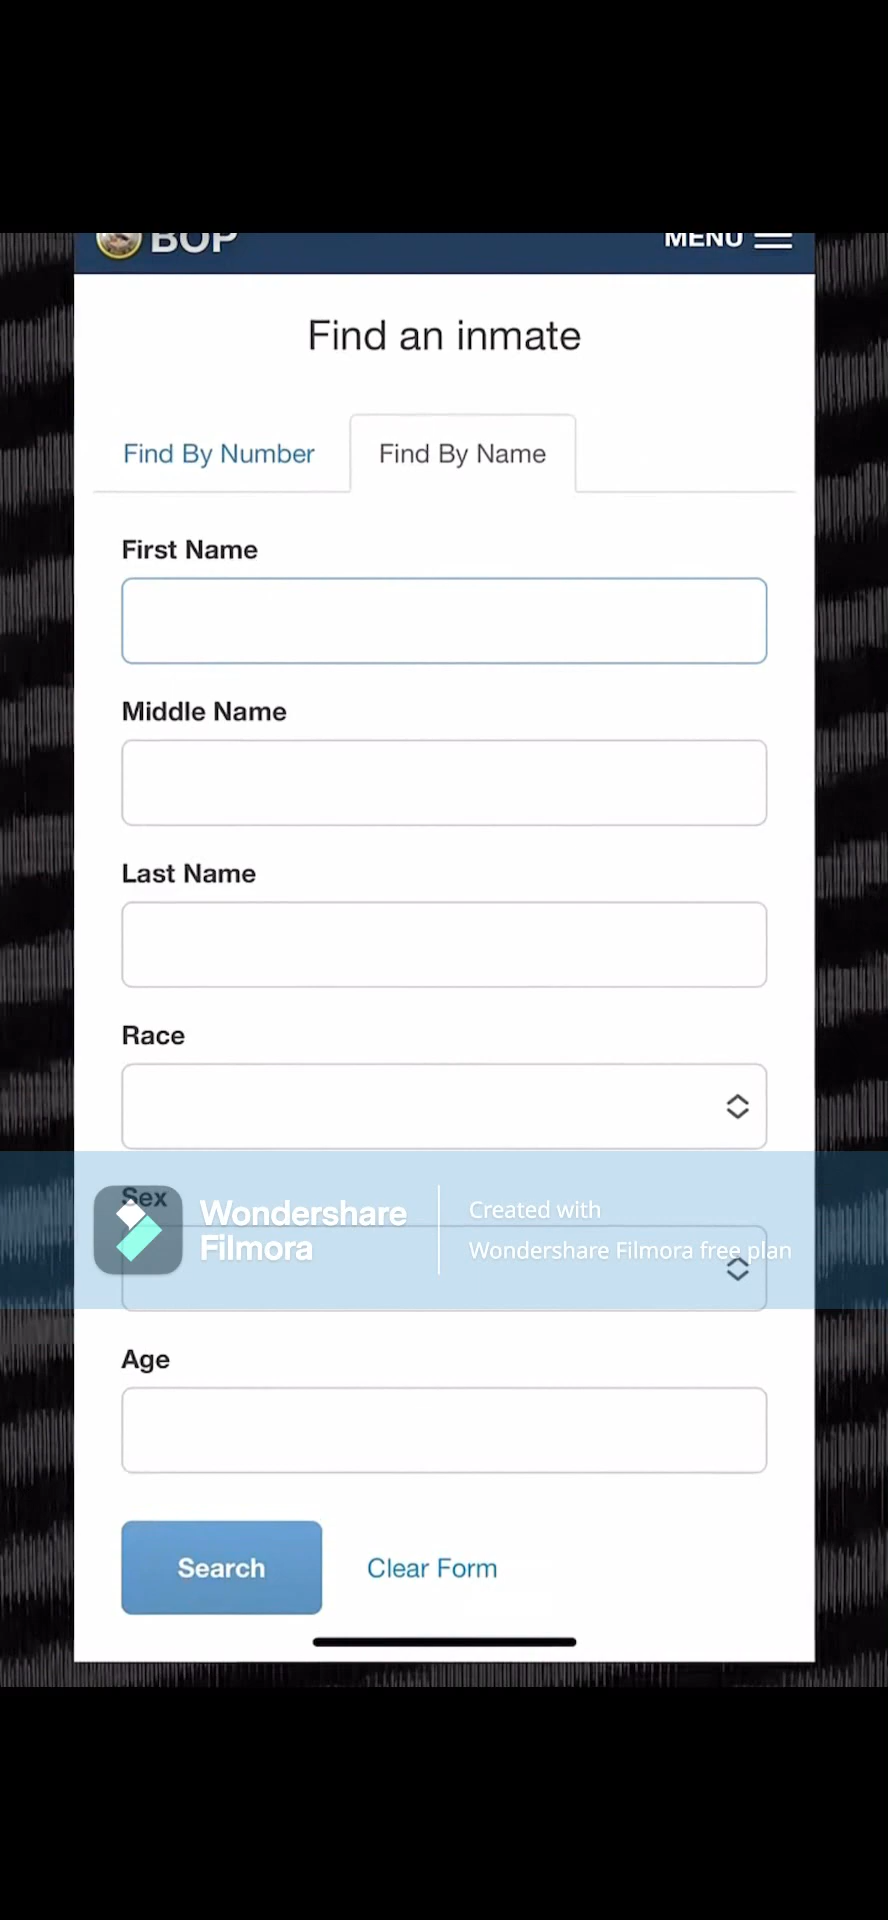 BOP
MENU
Find an inmate
Find By Number
Find By Name
First Name
Middle Name
Last Name
Race
Sex
Wondershare
Filmora
Created with
Wondershare Filmora free plan
Age
Search
Clear Form